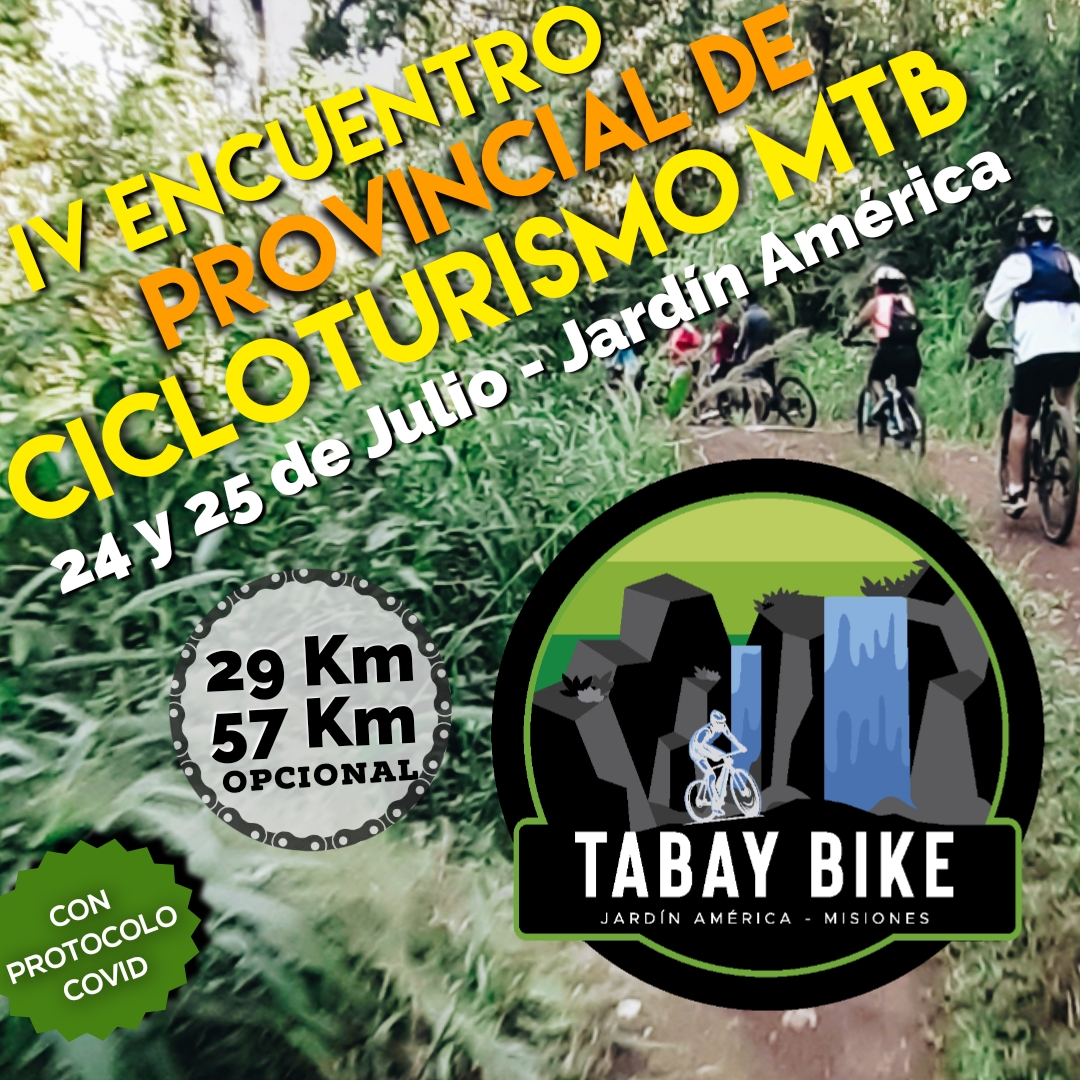 IV ENCUENTRO
PROVINCIAL DE
CICLOTURISMO MTB
24 y 25 de Julio - Jardín América
29 Km
57 Km
OPCIONAL
TABAY BIKE
JARDÍN AMÉRICA - MISIONES
CON
PROTOCOLO
COVID